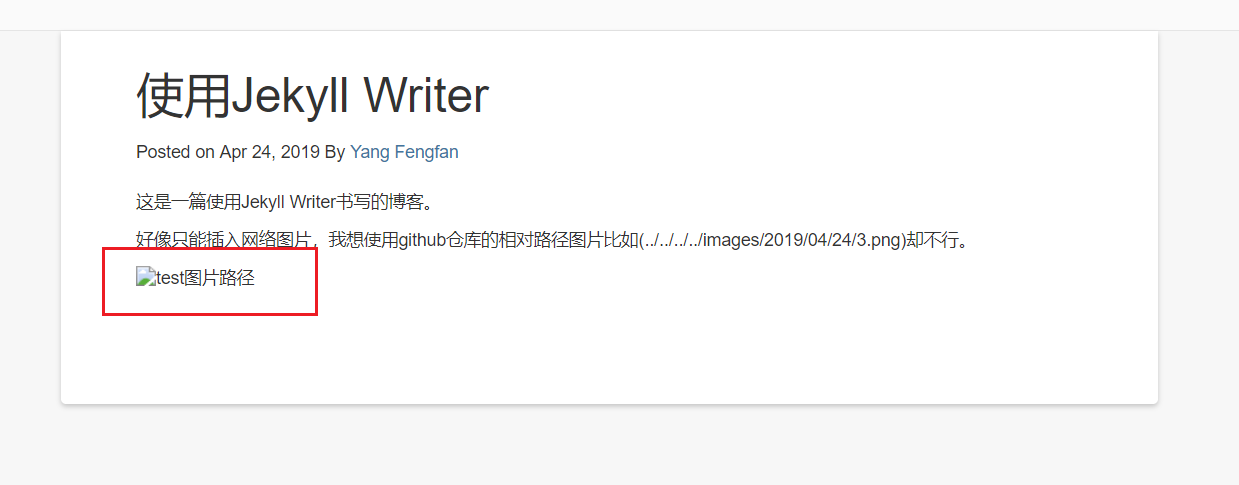 使用Jekyll Writer
Posted on Apr 24, 2019 By Yang Fengfan
这是一篇使用Jekyll Writer书写的博客。
好像只能插入网络图片，我想使用github仓库的相对路径图片比如(../../../../images/2019/04/24/3.png)却不行。
test图片路径